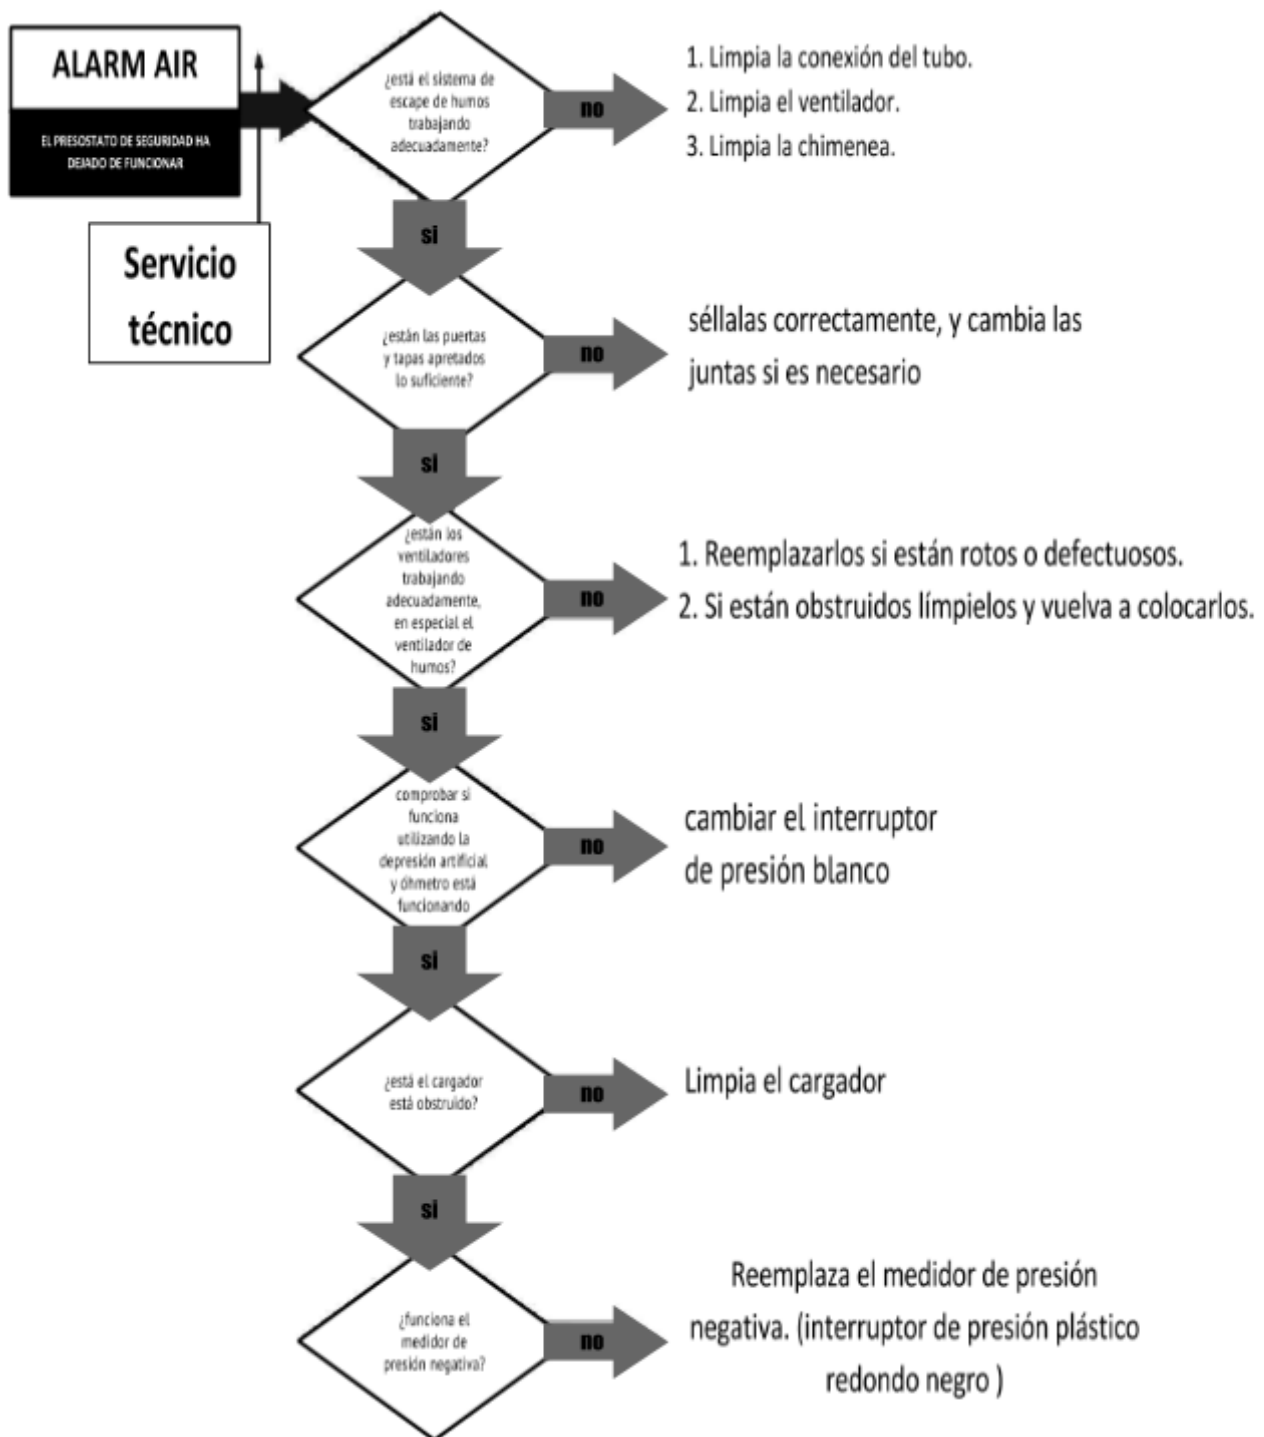 ALARM AIR
EL PRESOSTATO DE SEGURIDAD HA
DEJADO DE FUNCIONAR
Servicio
técnico
¿está el sistema de
escape de humos
trabajando
adecuadamente?
no
1. Limpia la conexión del tubo.
2. Limpia el ventilador.
3. Limpia la chimenea.
si
¿están las puertas
y tapas apretados
lo suficiente?
no
séllalas correctamente, y cambia las
juntas si es necesario
si
¿están los
ventiladores
trabajando
adecuadamente,
en especial el
ventilador de
humos?
no
1. Reemplazarlos si están rotos o defectuosos.
2. Si están obstruidos límpielos y vuelva a colocarlos.
si
comprobar si
funciona
utilizando la
depresión artificial
y óhmetro está
funcionando
no
cambiar el interruptor
de presión blanco
si
¿está el cargador
está obstruido?
no
Limpia el cargador
si
¿funciona el
medidor de
presión negativa?
no
Reemplaza el medidor de presión
negativa. (interruptor de presión plástico
redondo negro )